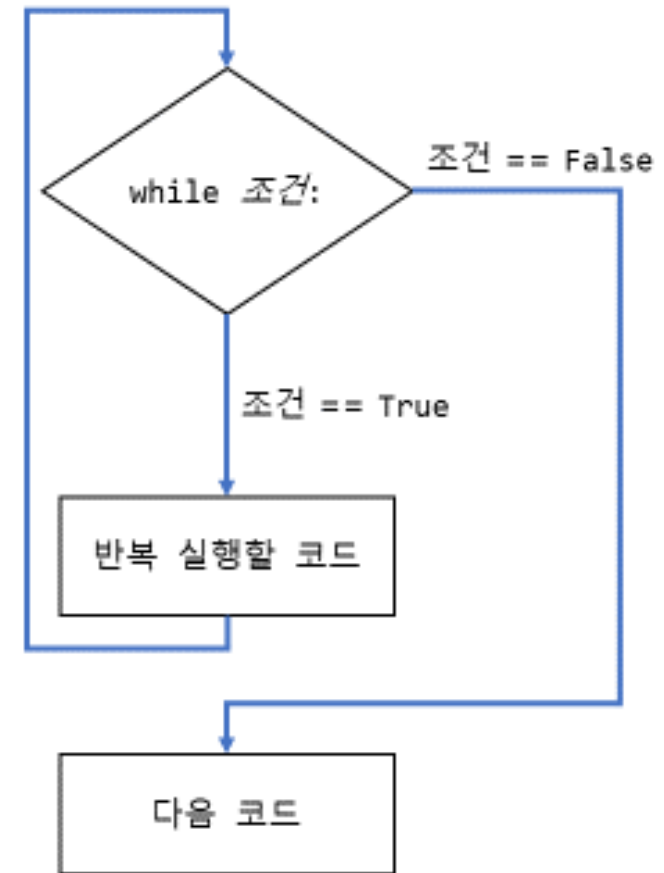 조건 == False
while 조건:
조건 == True
반복 실행할 코드
다음 코드